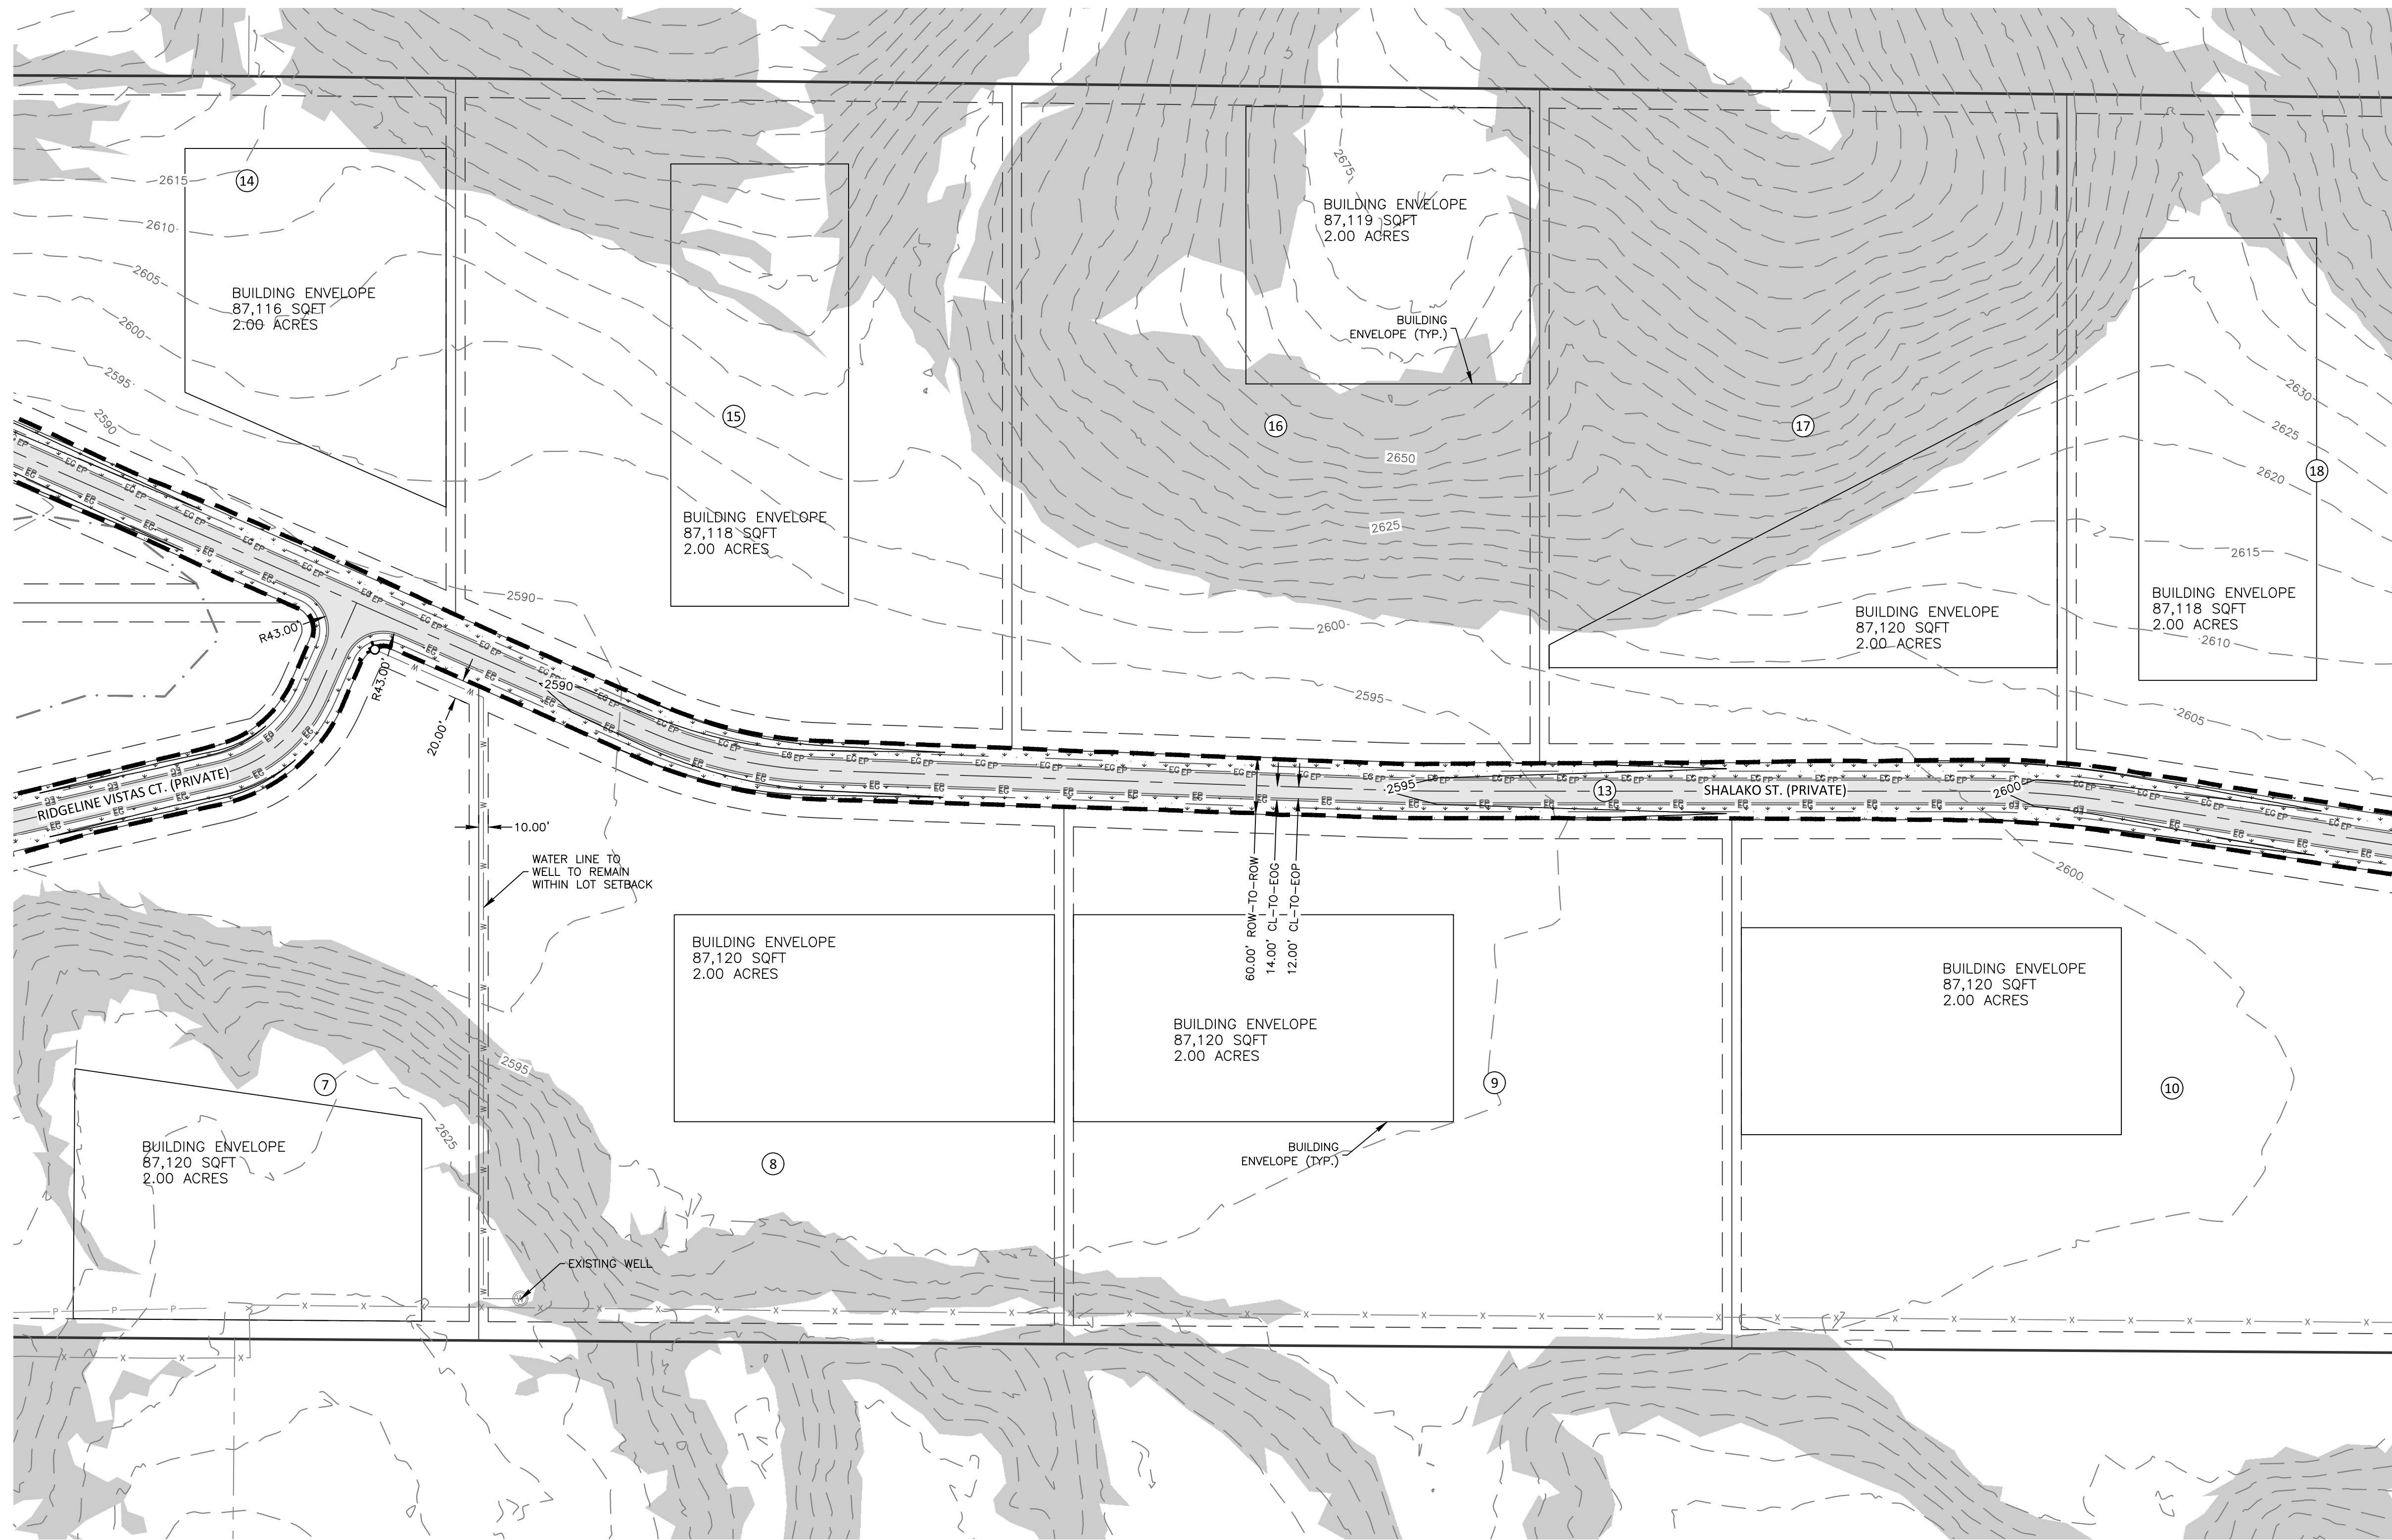 2675
14
2615
BUILDING ENVELOPE
87,119 SQFT
2.00 ACRES
2610
2605
BUILDING ENVELOPE
87,116 SQFT
2.00 ACRES
2600
BUILDING
ENVELOPE (TYP.)
2595
2590
2630
15
16
17
2625
2650
18
2620
BUILDING ENVELOPE
87,118 SQFT
2.00 ACRES
2625
2615
2590
BUILDING ENVELOPE
87,118 SQFT
2.00 ACRES
BUILDING ENVELOPE
87,120 SQFT
2.00 ACRES
2600
2610
R43.00'
R43.00'
2590
2595
2605
20.00'
RIDGELINE VISTAS CT. (PRIVATE)
2595
13
SHALAKO ST. (PRIVATE)
2600
10.00'
WATER LINE TO
WELL TO REMAIN
WITHIN LOT SETBACK
60.00' ROW-TO-ROW
14.00' CL-TO-EOG
12.00' CL-TO-EOP
2600
BUILDING ENVELOPE
87,120 SQFT
2.00 ACRES
BUILDING ENVELOPE
87,120 SQFT
2.00 ACRES
BUILDING ENVELOPE
87,120 SQFT
2.00 ACRES
2595
7
9
10
2625
BUILDING ENVELOPE
87,120 SQFT
2.00 ACRES
BUILDING
ENVELOPE (TYP.)
8
EXISTING WELL